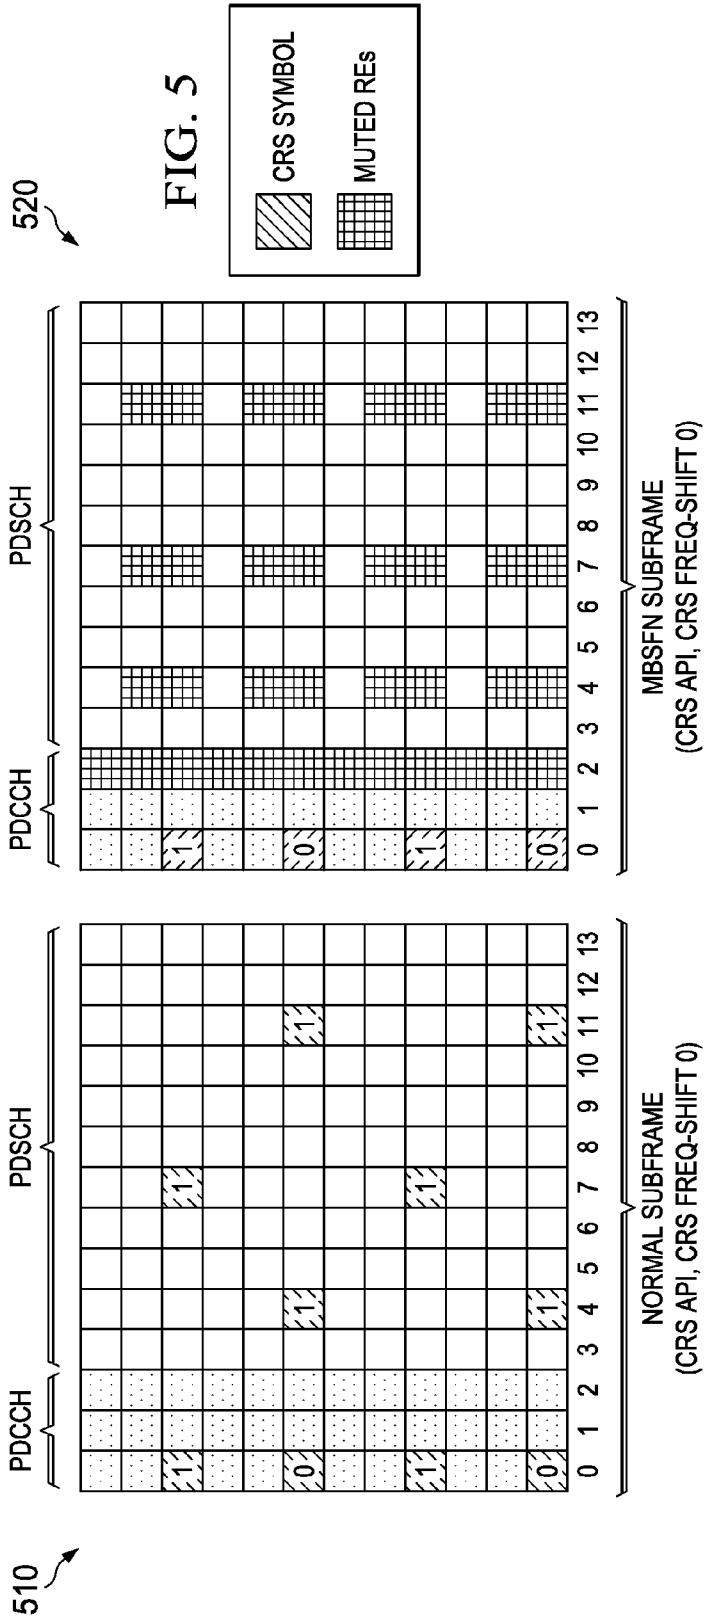 510
PDCCH
PDSCH
1 1
0 1 1
1 1
0 1 1
0 1 2 3 4 5 6 7 8 9 10 11 12 13
NORMAL SUBFRAME
(CRS API, CRS FREQ-SHIFT 0)
PDCCH
PDSCH
1
0
1
0
0 1 2 3 4 5 6 7 8 9 10 11 12 13
MBSFN SUBFRAME
(CRS API, CRS FREQ-SHIFT 0)
520
FIG. 5
CRS SYMBOL
MUTED REs